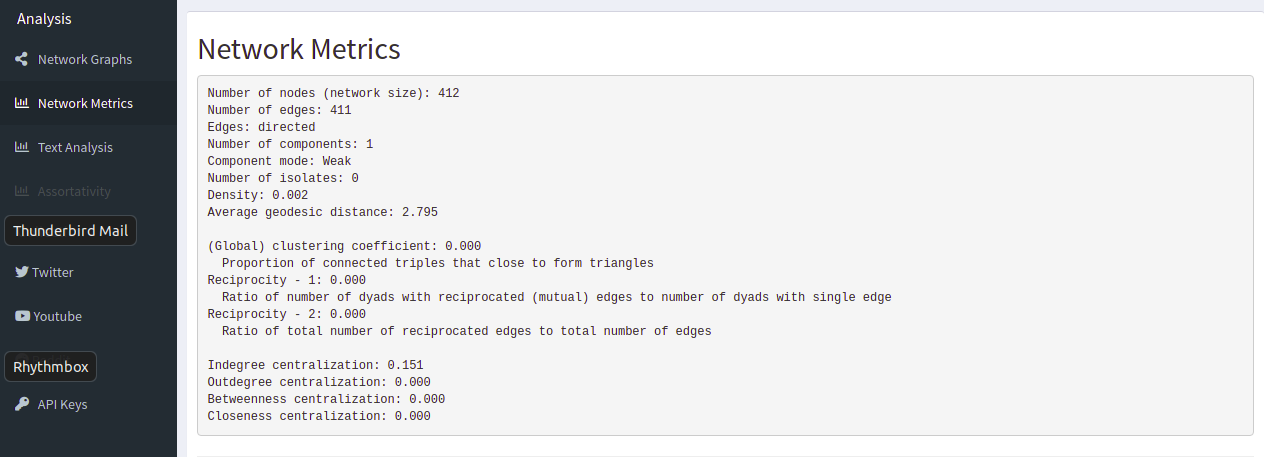 Analysis
Network Graphs
Network Metrics
Text Analysis
Assortativity
Thunderbird Mail
Twitter
Youtube
Rhythmbox
API Keys
Network Metrics
Number of nodes (network size): 412
Number of edges: 411
Edges: directed
Number of components: 1
Component mode: Weak
Number of isolates: 0
Density: 0.002
Average geodesic distance: 2.795
(Global) clustering coefficient: 0.000
Proportion of connected triples that close to form triangles
Reciprocity - 1: 0.000
Ratio of number of dyads with reciprocated (mutual) edges to number of dyads with single edge
Reciprocity - 2: 0.000
Ratio of total number of reciprocated edges to total number of edges
Indegree centralization: 0.151
Outdegree centralization: 0.000
Betweenness centralization: 0.000
Closeness centralization: 0.000